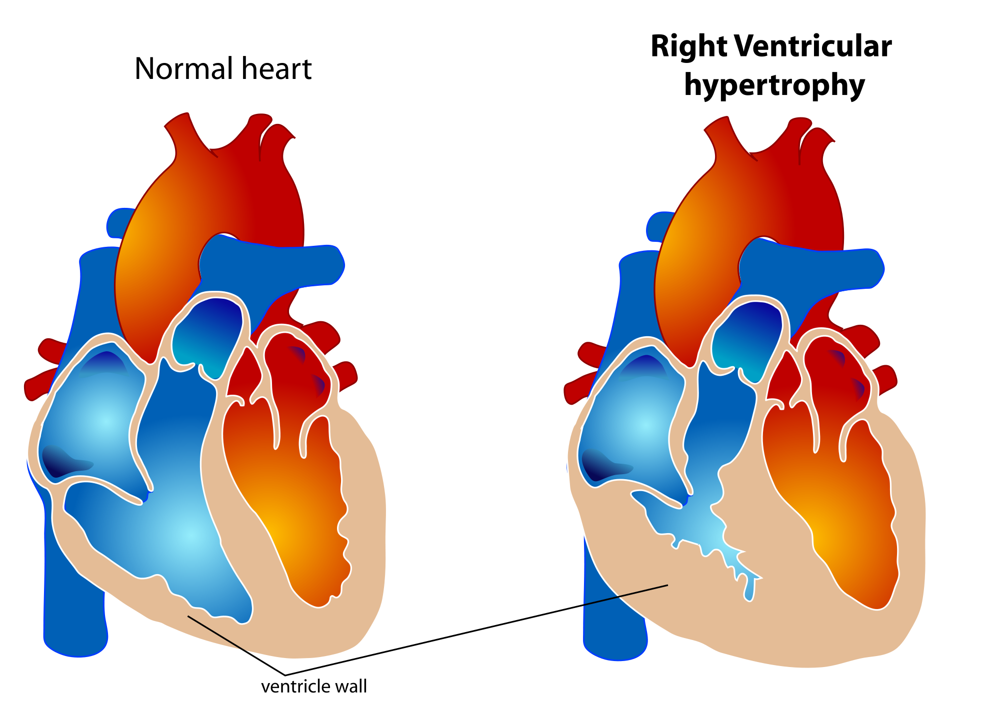 Normal heart
Right Ventricular
hypertrophy
ventricle wall